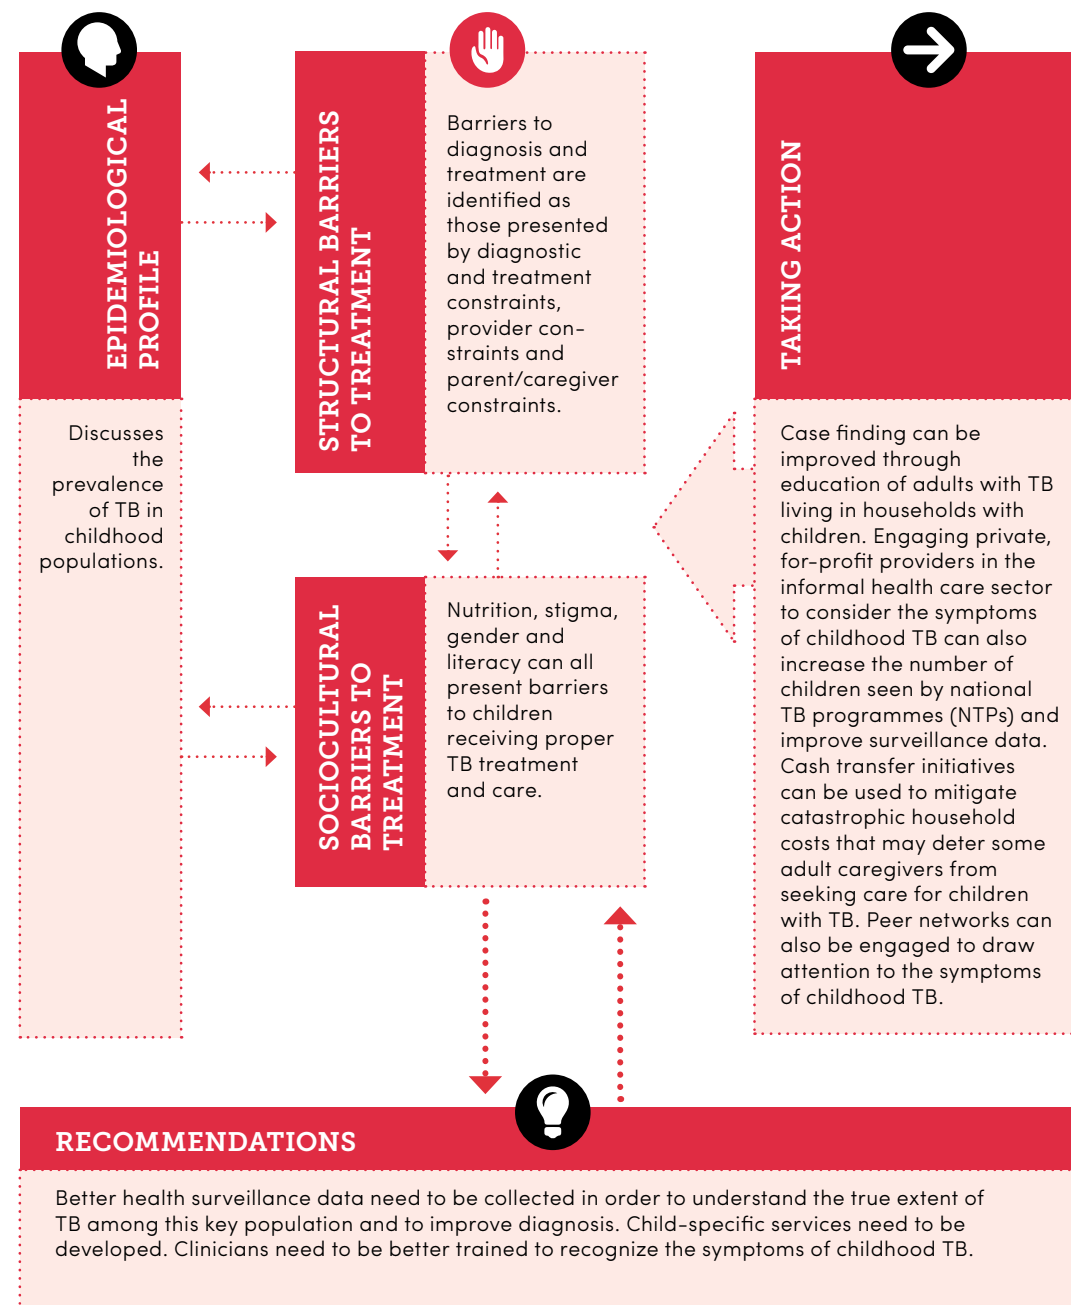 EPIDEMIOLOGICAL
PROFILE
Discusses
the
prevalence
of TB in
childhood
populations.
STRUCTURAL BARRIERS
TO TREATMENT
Barriers to
diagnosis and
treatment are
identified as
those presented
by diagnostic
and treatment
constraints,
provider con-
straints and
parent/caregiver
constraints.
SOCIOCULTURAL
BARRIERS TO
TREATMENT
Nutrition, stigma,
gender and
literacy can all
present barriers
to children
receiving proper
TB treatment
and care.
TAKING ACTION
Case finding can be
improved through
education of adults with TB
living in households with
children. Engaging private,
for-profit providers in the
informal health care sector
to consider the symptoms
of childhood TB can also
increase the number of
children seen by national
TB programmes (NTPs) and
improve surveillance data.
Cash transfer initiatives
can be used to mitigate
catastrophic household
costs that may deter some
adult caregivers from
seeking care for children
with TB. Peer networks can
also be engaged to draw
attention to the symptoms
of childhood TB.
RECOMMENDATIONS
Better health surveillance data need to be collected in order to understand the true extent of
TB among this key population and to improve diagnosis. Child-specific services need to be
developed. Clinicians need to be better trained to recognize the symptoms of childhood TB.